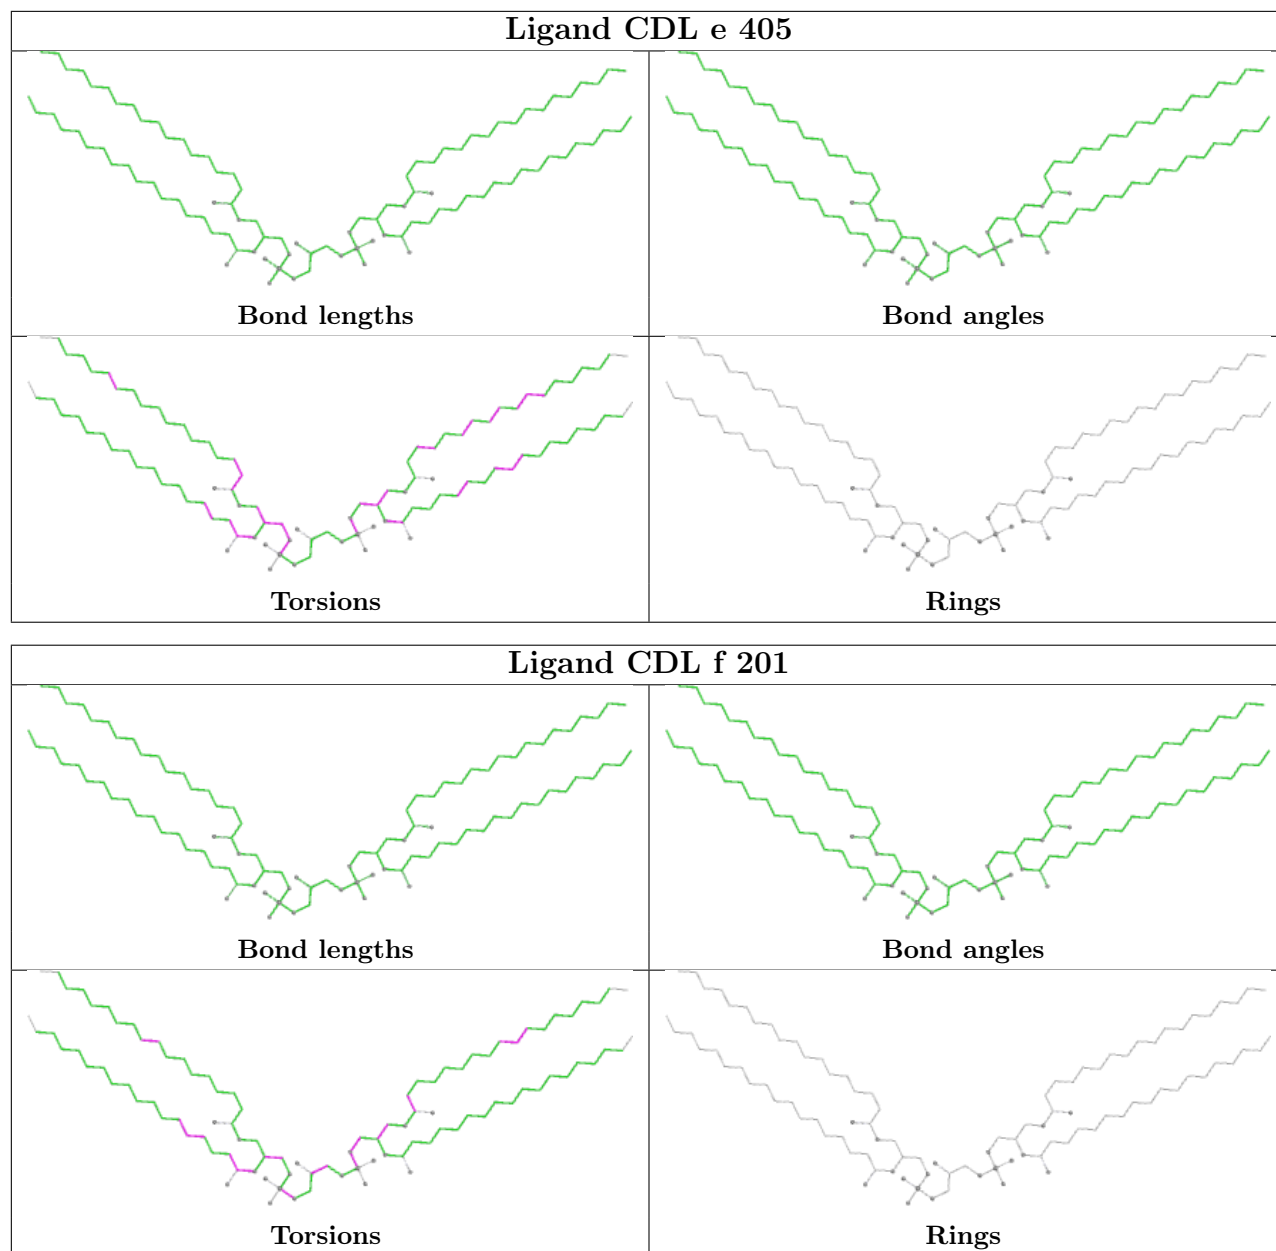 Ligand CDL e 405
Bond lengths
Bond angles
Torsions
Rings
Ligand CDL f 201
Bond lengths
Bond angles
Torsions
Rings